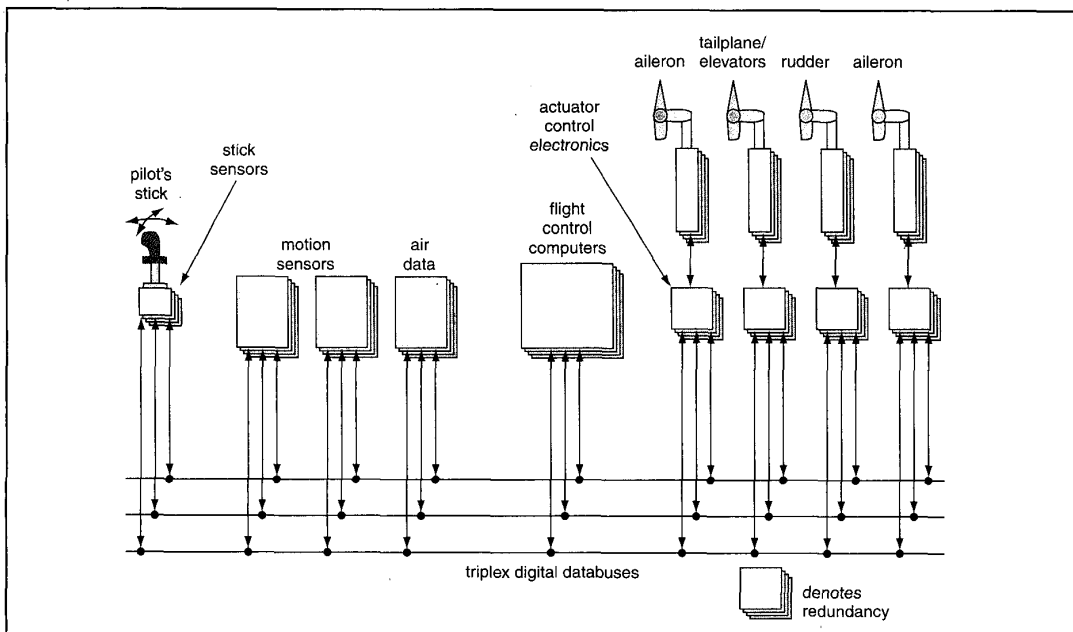 aileron
tailplane/
elevators
rudder
aileron
actuator
control
electronics
stick
sensors
pilot's
stick
motion
sensors
air
data
flight
control
computers
triplex digital databuses
denotes
redundancy